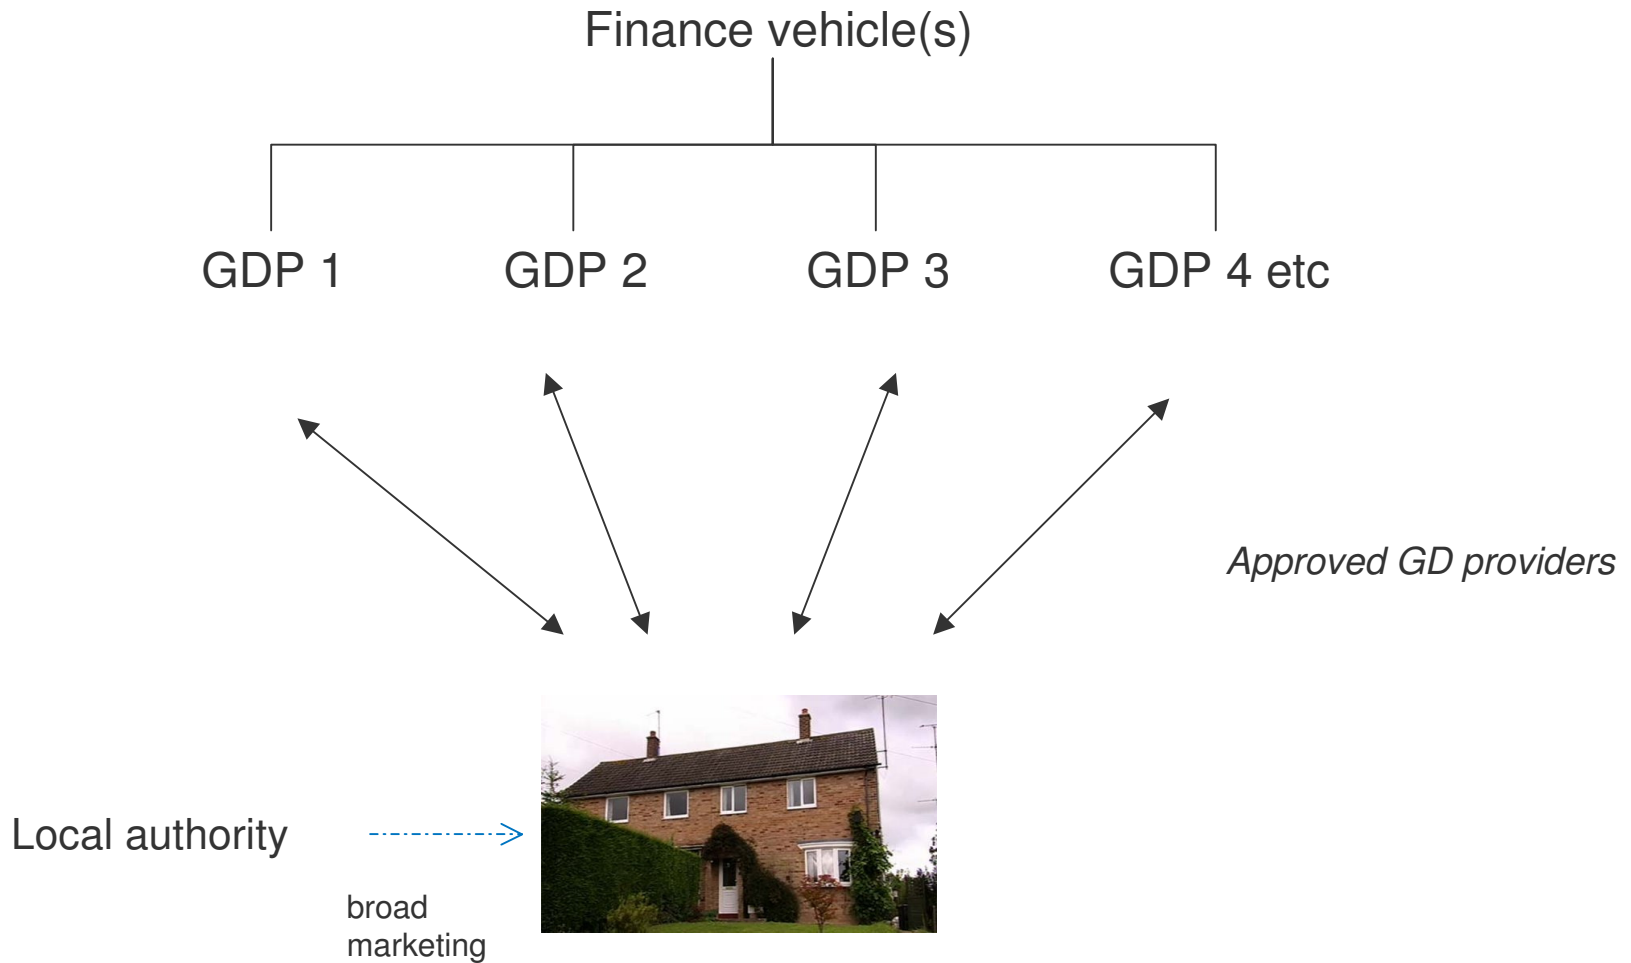 Finance vehicle(s)
GDP 1
GDP 2
GDP 3
GDP 4 etc
Approved GD providers
Local authority
broad
marketing